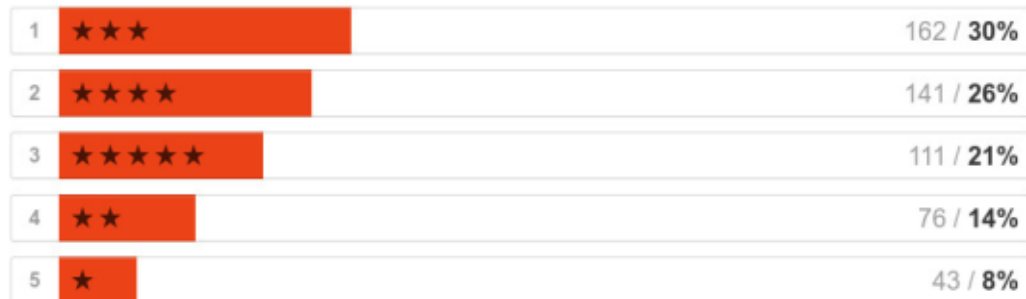 1 ★★★ 162 / 30%
2 ★★★★ 141 / 26%
3 ★★★★★ 111 / 21%
4 ★★ 76 / 14%
5 ★ 43 / 8%